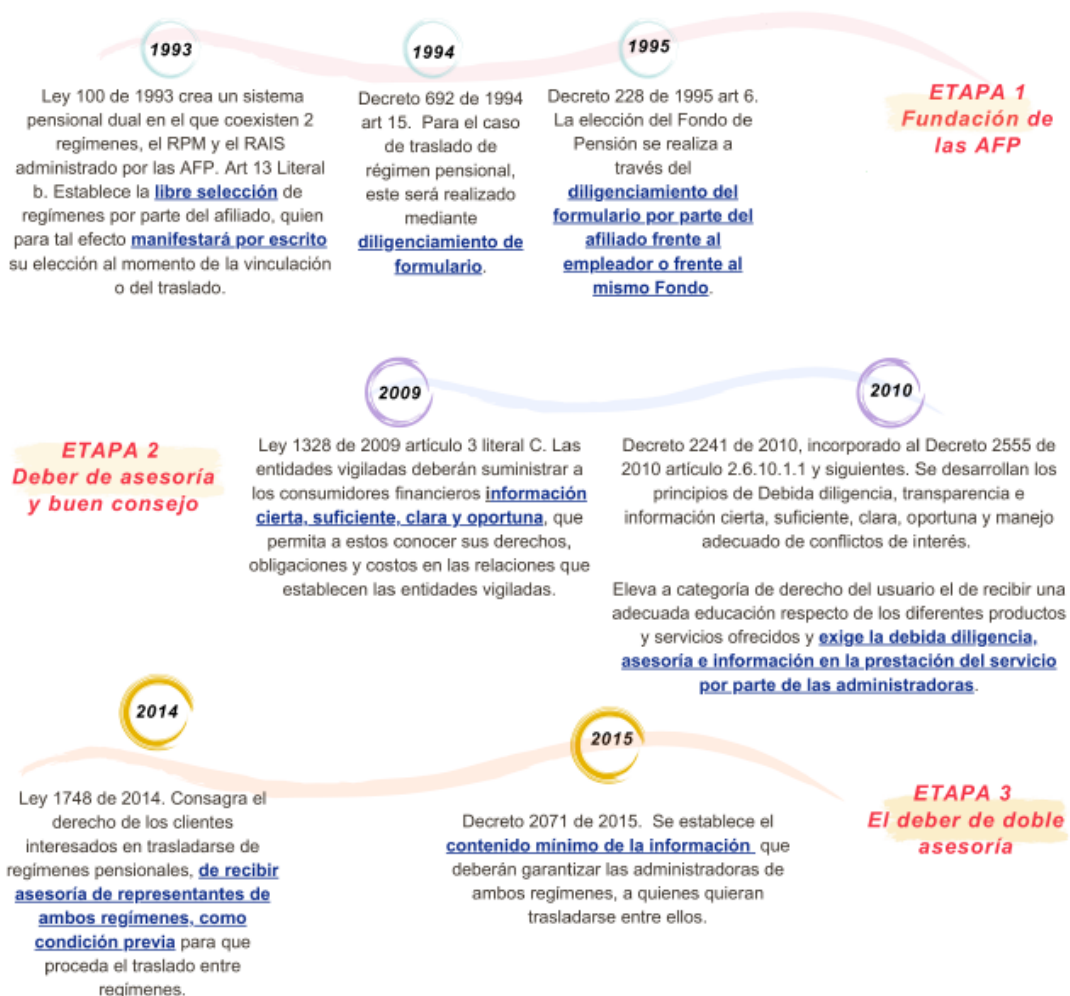 1993
Ley 100 de 1993 crea un sistema
pensional dual en el que coexisten 2
regímenes, el RPM y el RAIS
administrado por las AFP. Art 13 Literal
b. Establece la libre selección de
regímenes por parte del afiliado, quien
para tal efecto manifestará por escrito
su elección al momento de la vinculación
o del traslado.
1994
Decreto 692 de 1994
art 15. Para el caso
de traslado de
régimen pensional,
este será realizado
mediante
diligenciamiento de
formulario.
1995
Decreto 228 de 1995 art 6.
La elección del Fondo de
Pensión se realiza a
través del
diligenciamiento del
formulario por parte del
afiliado frente al
empleador o frente al
mismo Fondo.
ETAPA 1
Fundación de
las AFP
ETAPA 2
Deber de asesoría
y buen consejo
2009
Ley 1328 de 2009 artículo 3 literal C. Las
entidades vigiladas deberán suministrar a
los consumidores financieros información
cierta, suficiente, clara y oportuna, que
permita a estos conocer sus derechos,
obligaciones y costos en las relaciones que
establecen las entidades vigiladas.
2010
Decreto 2241 de 2010, incorporado al Decreto 2555 de
2010 artículo 2.6.10.1.1 y siguientes. Se desarrollan los
principios de Debida diligencia, transparencia e
información cierta, suficiente, clara, oportuna y manejo
adecuado de conflictos de interés.
Eleva a categoría de derecho del usuario el de recibir una
adecuada educación respecto de los diferentes productos
y servicios ofrecidos y exige la debida diligencia,
asesoría e información en la prestación del servicio
por parte de las administradoras.
2014
Ley 1748 de 2014. Consagra el
derecho de los clientes
interesados en trasladarse de
regímenes pensionales, de recibir
asesoría de representantes de
ambos regímenes, como
condición previa para que
proceda el traslado entre
regímenes.
2015
Decreto 2071 de 2015. Se establece el
contenido mínimo de la información que
deberán garantizar las administradoras de
ambos regímenes, a quienes quieran
trasladarse entre ellos.
ETAPA 3
El deber de doble
asesoría